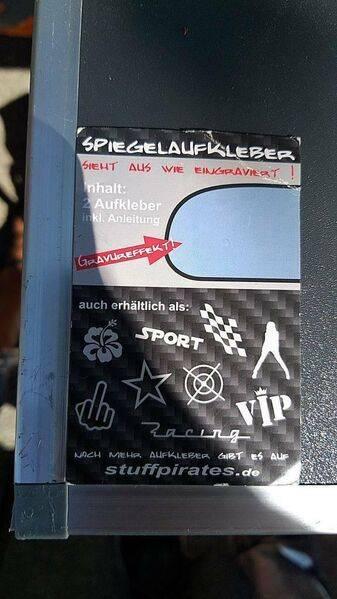 SPIEGELAUFKLEBER
SIEHT AUS WIE EINGRAVIERT !
Inhalt:
2 Aufkleber
inkl. Anleitung
GRAVUREFFEKT!
auch erhältlich als:
SPORT
VIP
Racing
NOCH MEHR AUFKLEBER GIBT ES AUF
stuffpirates.de